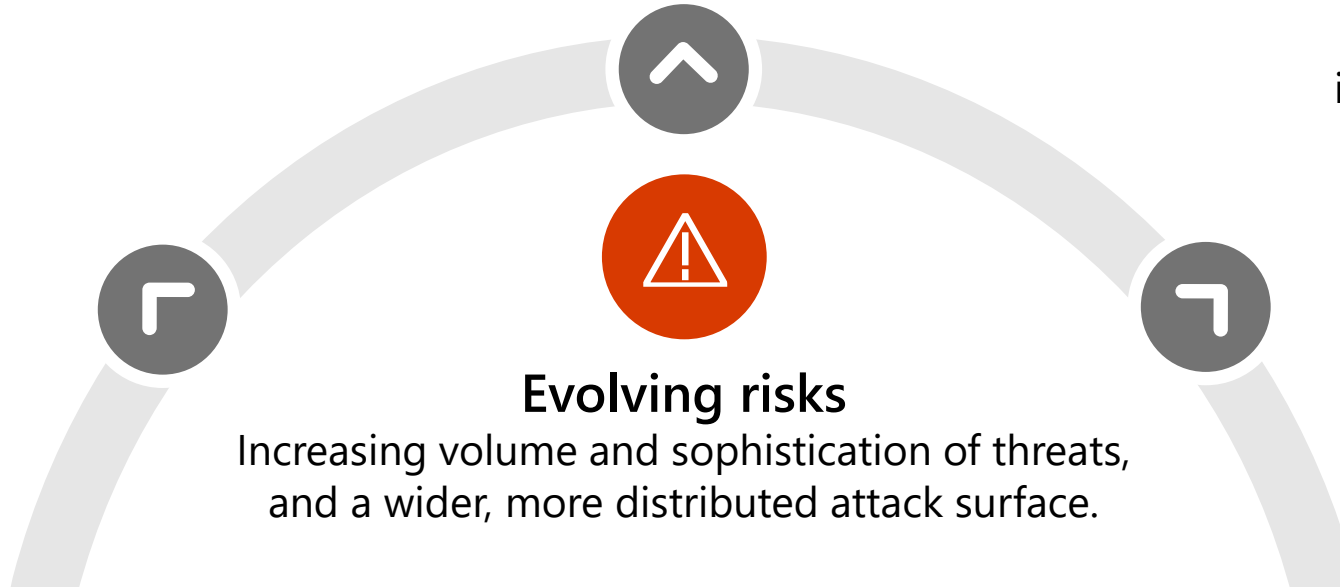 Evolving risks
Increasing volume and sophistication of threats,
and a wider, more distributed attack surface.